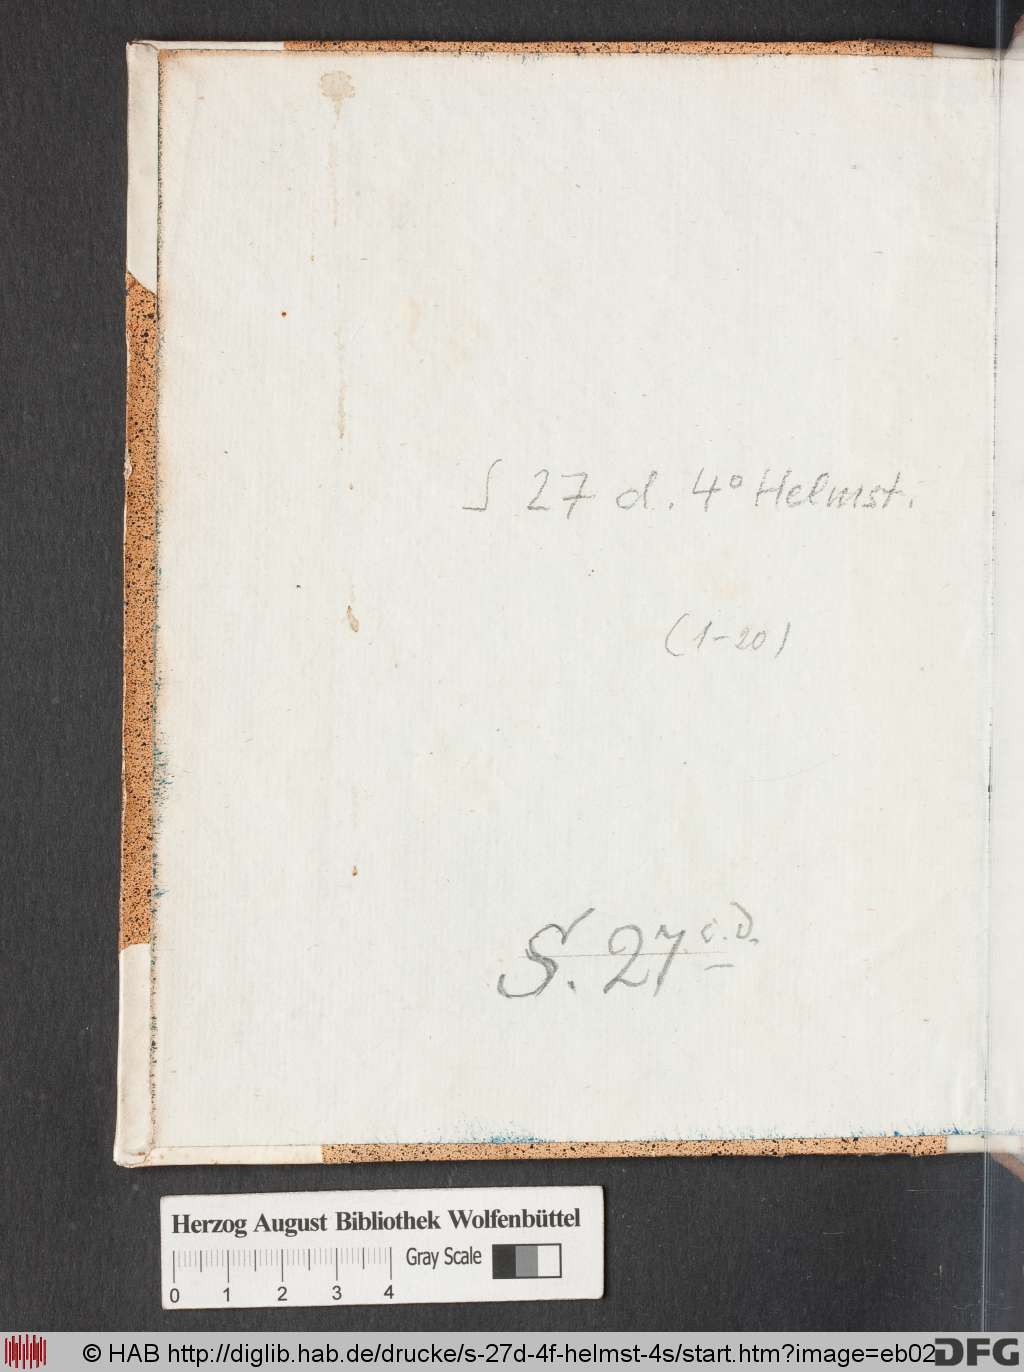 S 27 d. 4° Helmst.
(1-20)
S. 27. c.d.
Herzog August Bibliothek Wolfenbüttel
Gray Scale
0 1 2 3 4
© HAB http://diglib.hab.de/drucke/s-27d-4f-helmst-4s/start.htm?image=eb02
DFG